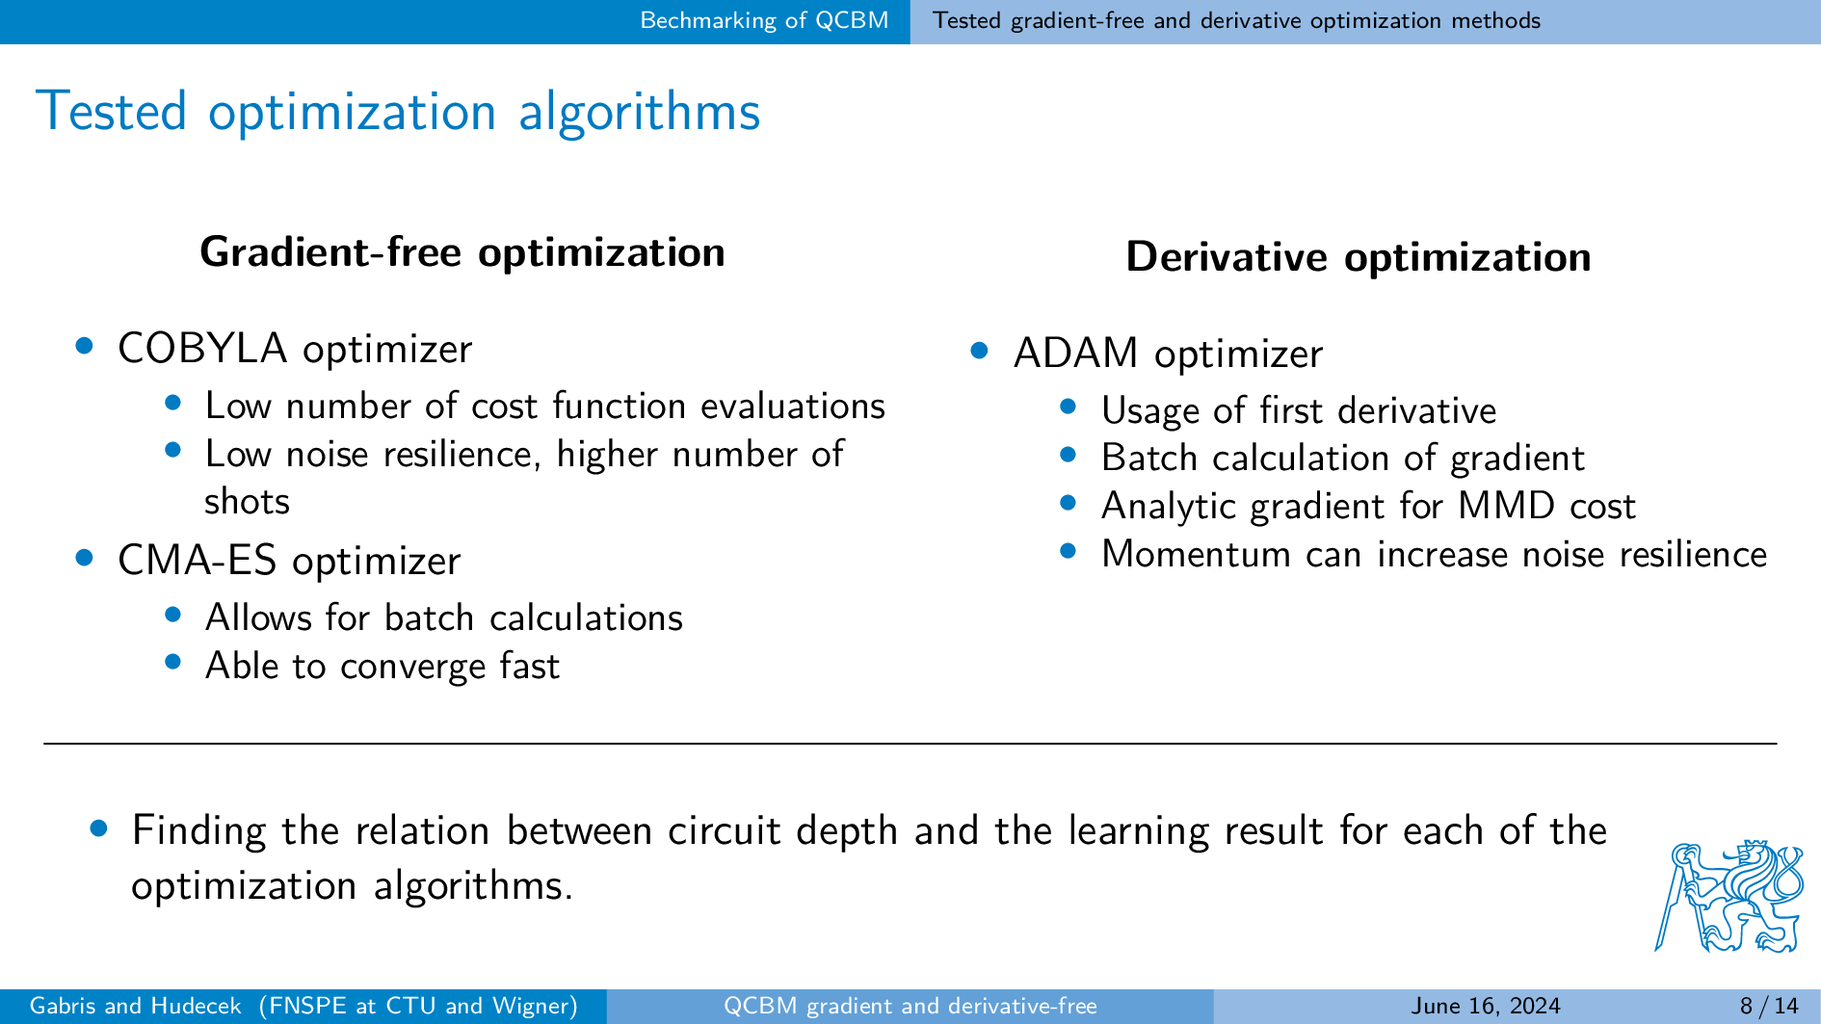 Bechmarking of QCBM
Tested gradient-free and derivative optimization methods
Tested optimization algorithms
Gradient-free optimization
COBYLA optimizer
Low number of cost function evaluations
Low noise resilience, higher number of
shots
CMA-ES optimizer
Allows for batch calculations
Able to converge fast
Derivative optimization
ADAM optimizer
Usage of first derivative
Batch calculation of gradient
Analytic gradient for MMD cost
Momentum can increase noise resilience
Finding the relation between circuit depth and the learning result for each of the
optimization algorithms.
Gabris and Hudecek (FNSPE at CTU and Wigner)
QCBM gradient and derivative-free
June 16, 2024
8 / 14